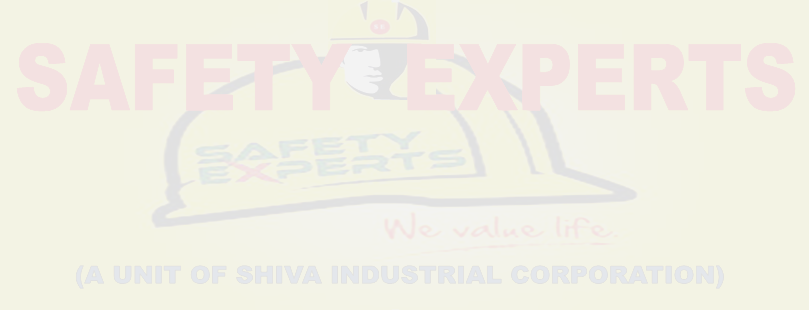 SAFETY EXPERTS
SAFETY
EXPERTS
We value life.
(A UNIT OF SHIVA INDUSTRIAL CORPORATION)